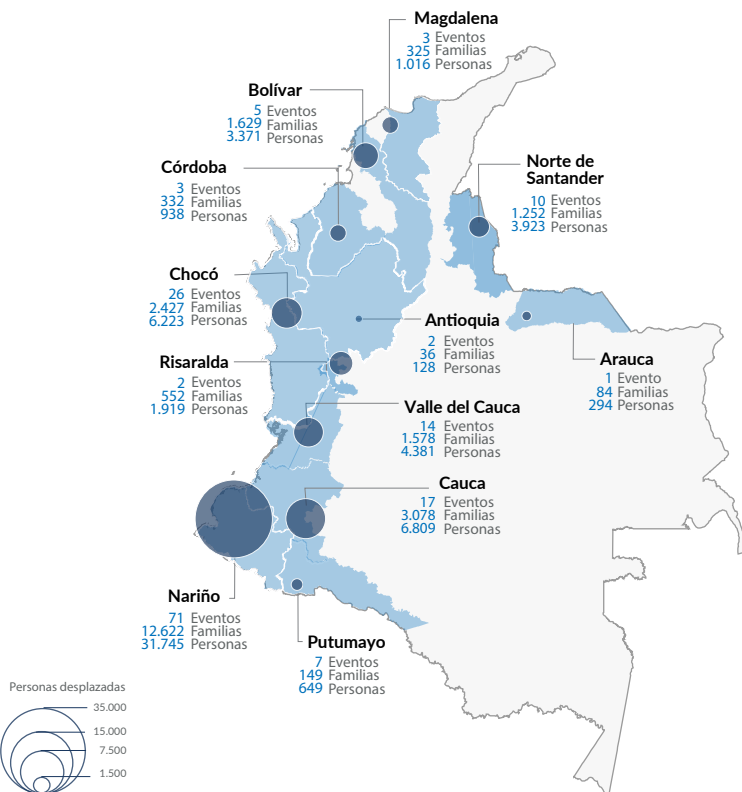 Magdalena
3 Eventos
325 Familias
1.016 Personas
Bolívar
5 Eventos
1.629 Familias
3.371 Personas
Córdoba
3 Eventos
332 Familias
938 Personas
Norte de
Santander
10 Eventos
1.252 Familias
3.923 Personas
Chocó
26 Eventos
2.427 Familias
6.223 Personas
Antioquia
2 Eventos
36 Familias
128 Personas
Arauca
1 Evento
84 Familias
294 Personas
Risaralda
2 Eventos
552 Familias
1.919 Personas
Valle del Cauca
14 Eventos
1.578 Familias
4.381 Personas
Cauca
17 Eventos
3.078 Familias
6.809 Personas
Nariño
71 Eventos
12.622 Familias
31.745 Personas
Putumayo
7 Eventos
149 Familias
649 Personas
Personas desplazadas
35.000
15.000
7.500
1.500